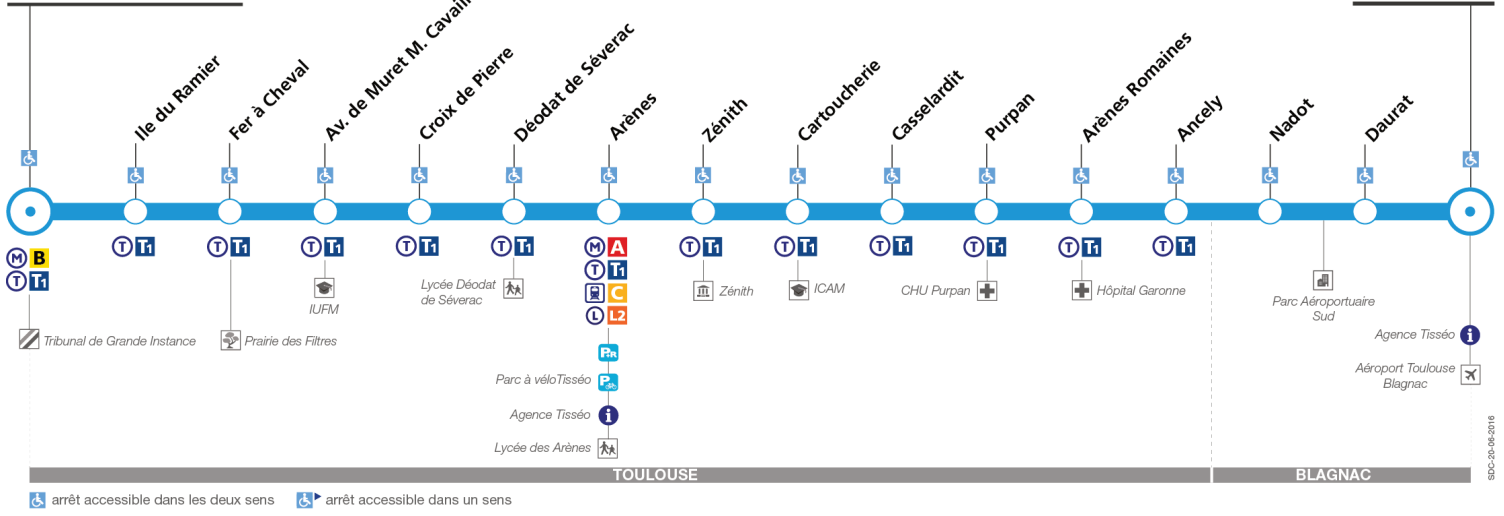 Ile du Ramier
Fer à Cheval
Av. de Muret M.
Croix de Pierre
Déodat de Séverac
Arènes
Zénith
Cartoucherie
Casselardit
Purpan
Arènes Romaines
Ancely
Nadot
Daurat
M B
T T1
T T1
T T1
T T1
T T1
T T1
M A
T T1
C
L L2
T T1
T T1
T T1
T T1
T T1
T T1
Tribunal de Grande Instance
Prairie des Filtres
IUFM
Lycée Déodat
de Séverac
P+R
Parc à véloTisséo
P
Agence Tisséo
i
Lycée des Arènes
Zénith
ICAM
CHU Purpan
Hôpital Garonne
Parc Aéroportuaire
Sud
Agence Tisséo
i
Aéroport Toulouse
Blagnac
SDC-20-06-2016
TOULOUSE
BLAGNAC
arrêt accessible dans les deux sens
arrêt accessible dans un sens